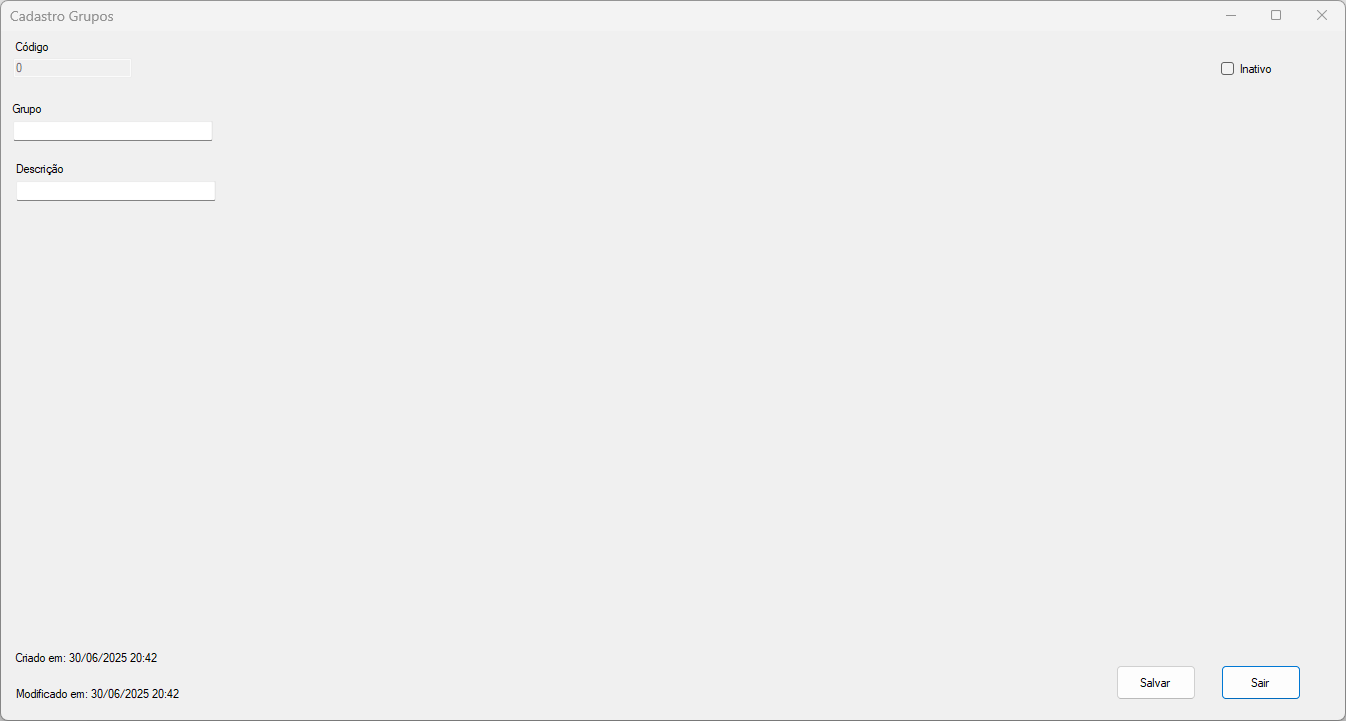 Cadastro Grupos
Código
0
Inativo
Grupo
Descrição
Criado em: 30/06/2025 20:42
Modificado em: 30/06/2025 20:42
Salvar
Sair